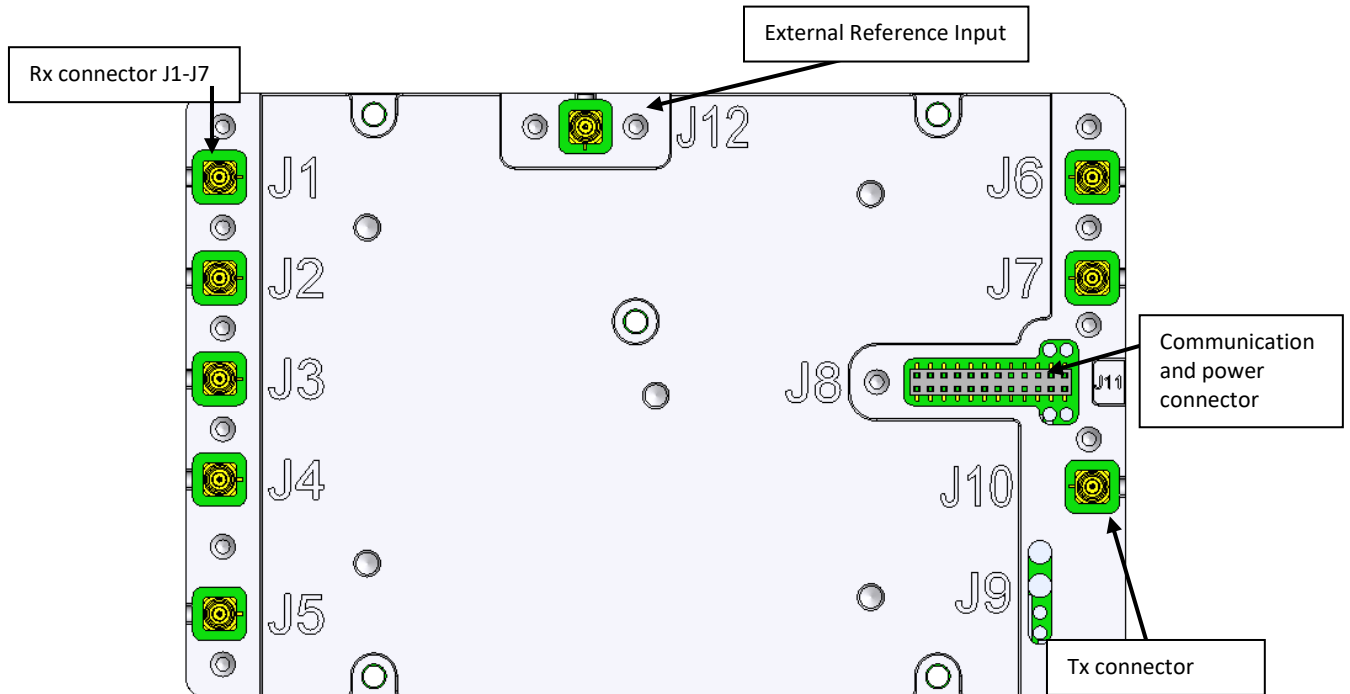 External Reference Input
Rx connector J1-J7
J12
J1
J6
J2
J7
Communication
and power
connector
J3
J8
J11
J4
J10
J9
J5
Tx connector